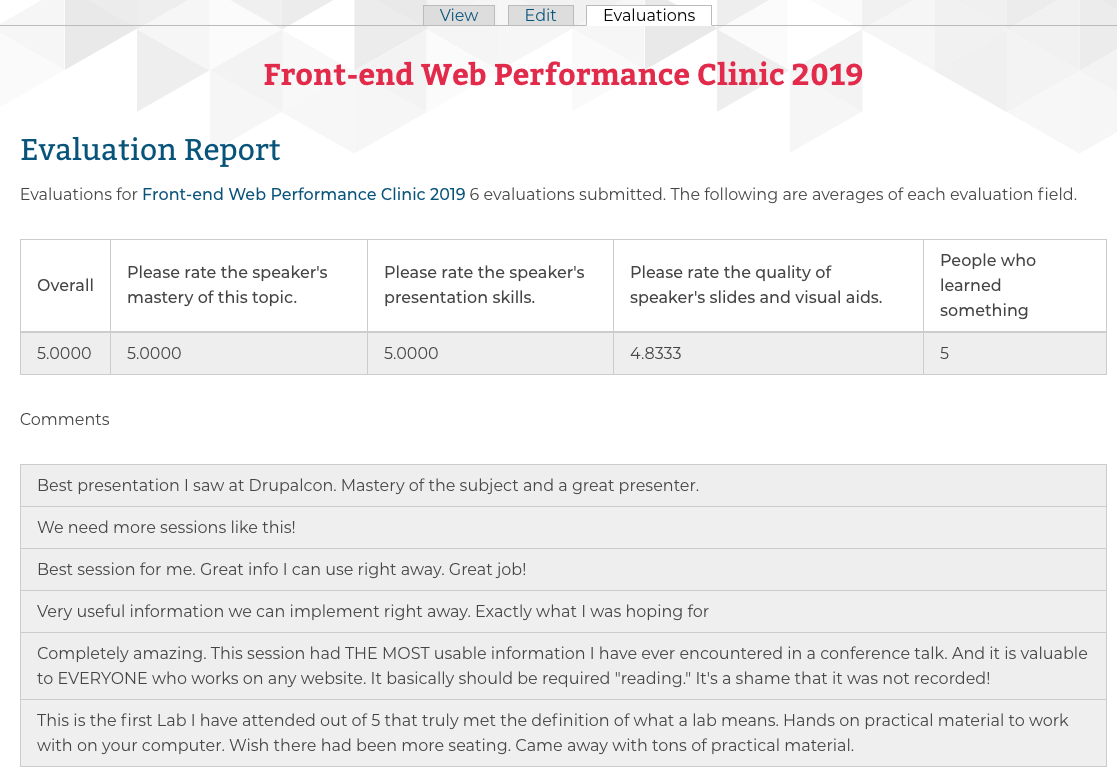 View Edit Evaluations
Front-end Web Performance Clinic 2019
Evaluation Report
Evaluations for Front-end Web Performance Clinic 2019 6 evaluations submitted. The following are averages of each evaluation field.
Overall
Please rate the speaker's
mastery of this topic.
Please rate the speaker's
presentation skills.
Please rate the quality of
speaker's slides and visual aids.
People who
learned
something
5.0000 5.0000 5.0000 4.8333 5
Comments
Best presentation I saw at Drupalcon. Mastery of the subject and a great presenter.
We need more sessions like this!
Best session for me. Great info I can use right away. Great job!
Very useful information we can implement right away. Exactly what I was hoping for
Completely amazing. This session had THE MOST usable information I have ever encountered in a conference talk. And it is valuable
to EVERYONE who works on any website. It basically should be required "reading." It's a shame that it was not recorded!
This is the first Lab I have attended out of 5 that truly met the definition of what a lab means. Hands on practical material to work
with on your computer. Wish there had been more seating. Came away with tons of practical material.